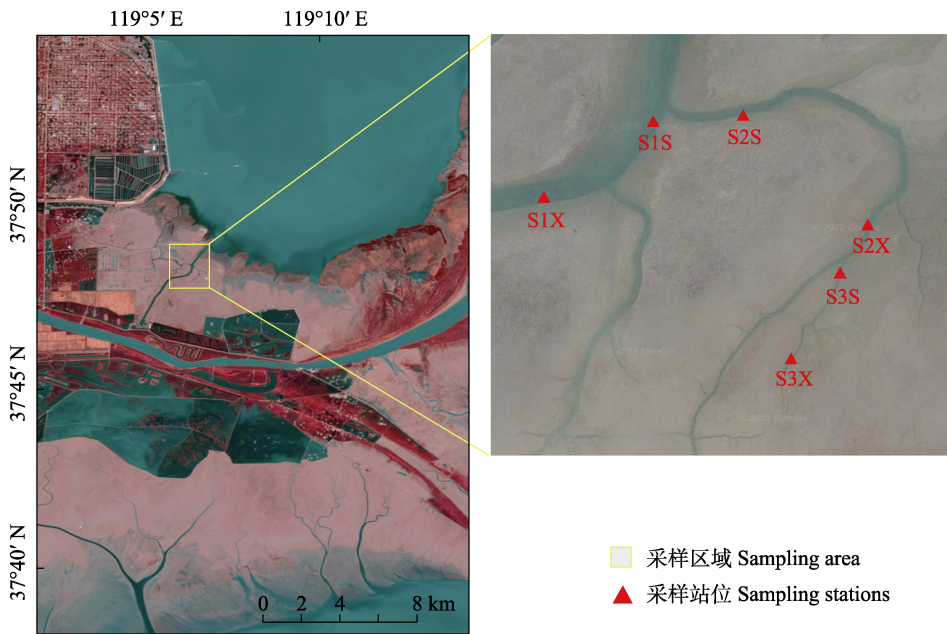 119°5′ E 119°10′ E
37°50′ N
37°45′ N
37°40′ N
0 2 4 8 km
S1S
S2S
S1X
S2X
S3S
S3X
采样区域 Sampling area
采样站位 Sampling stations